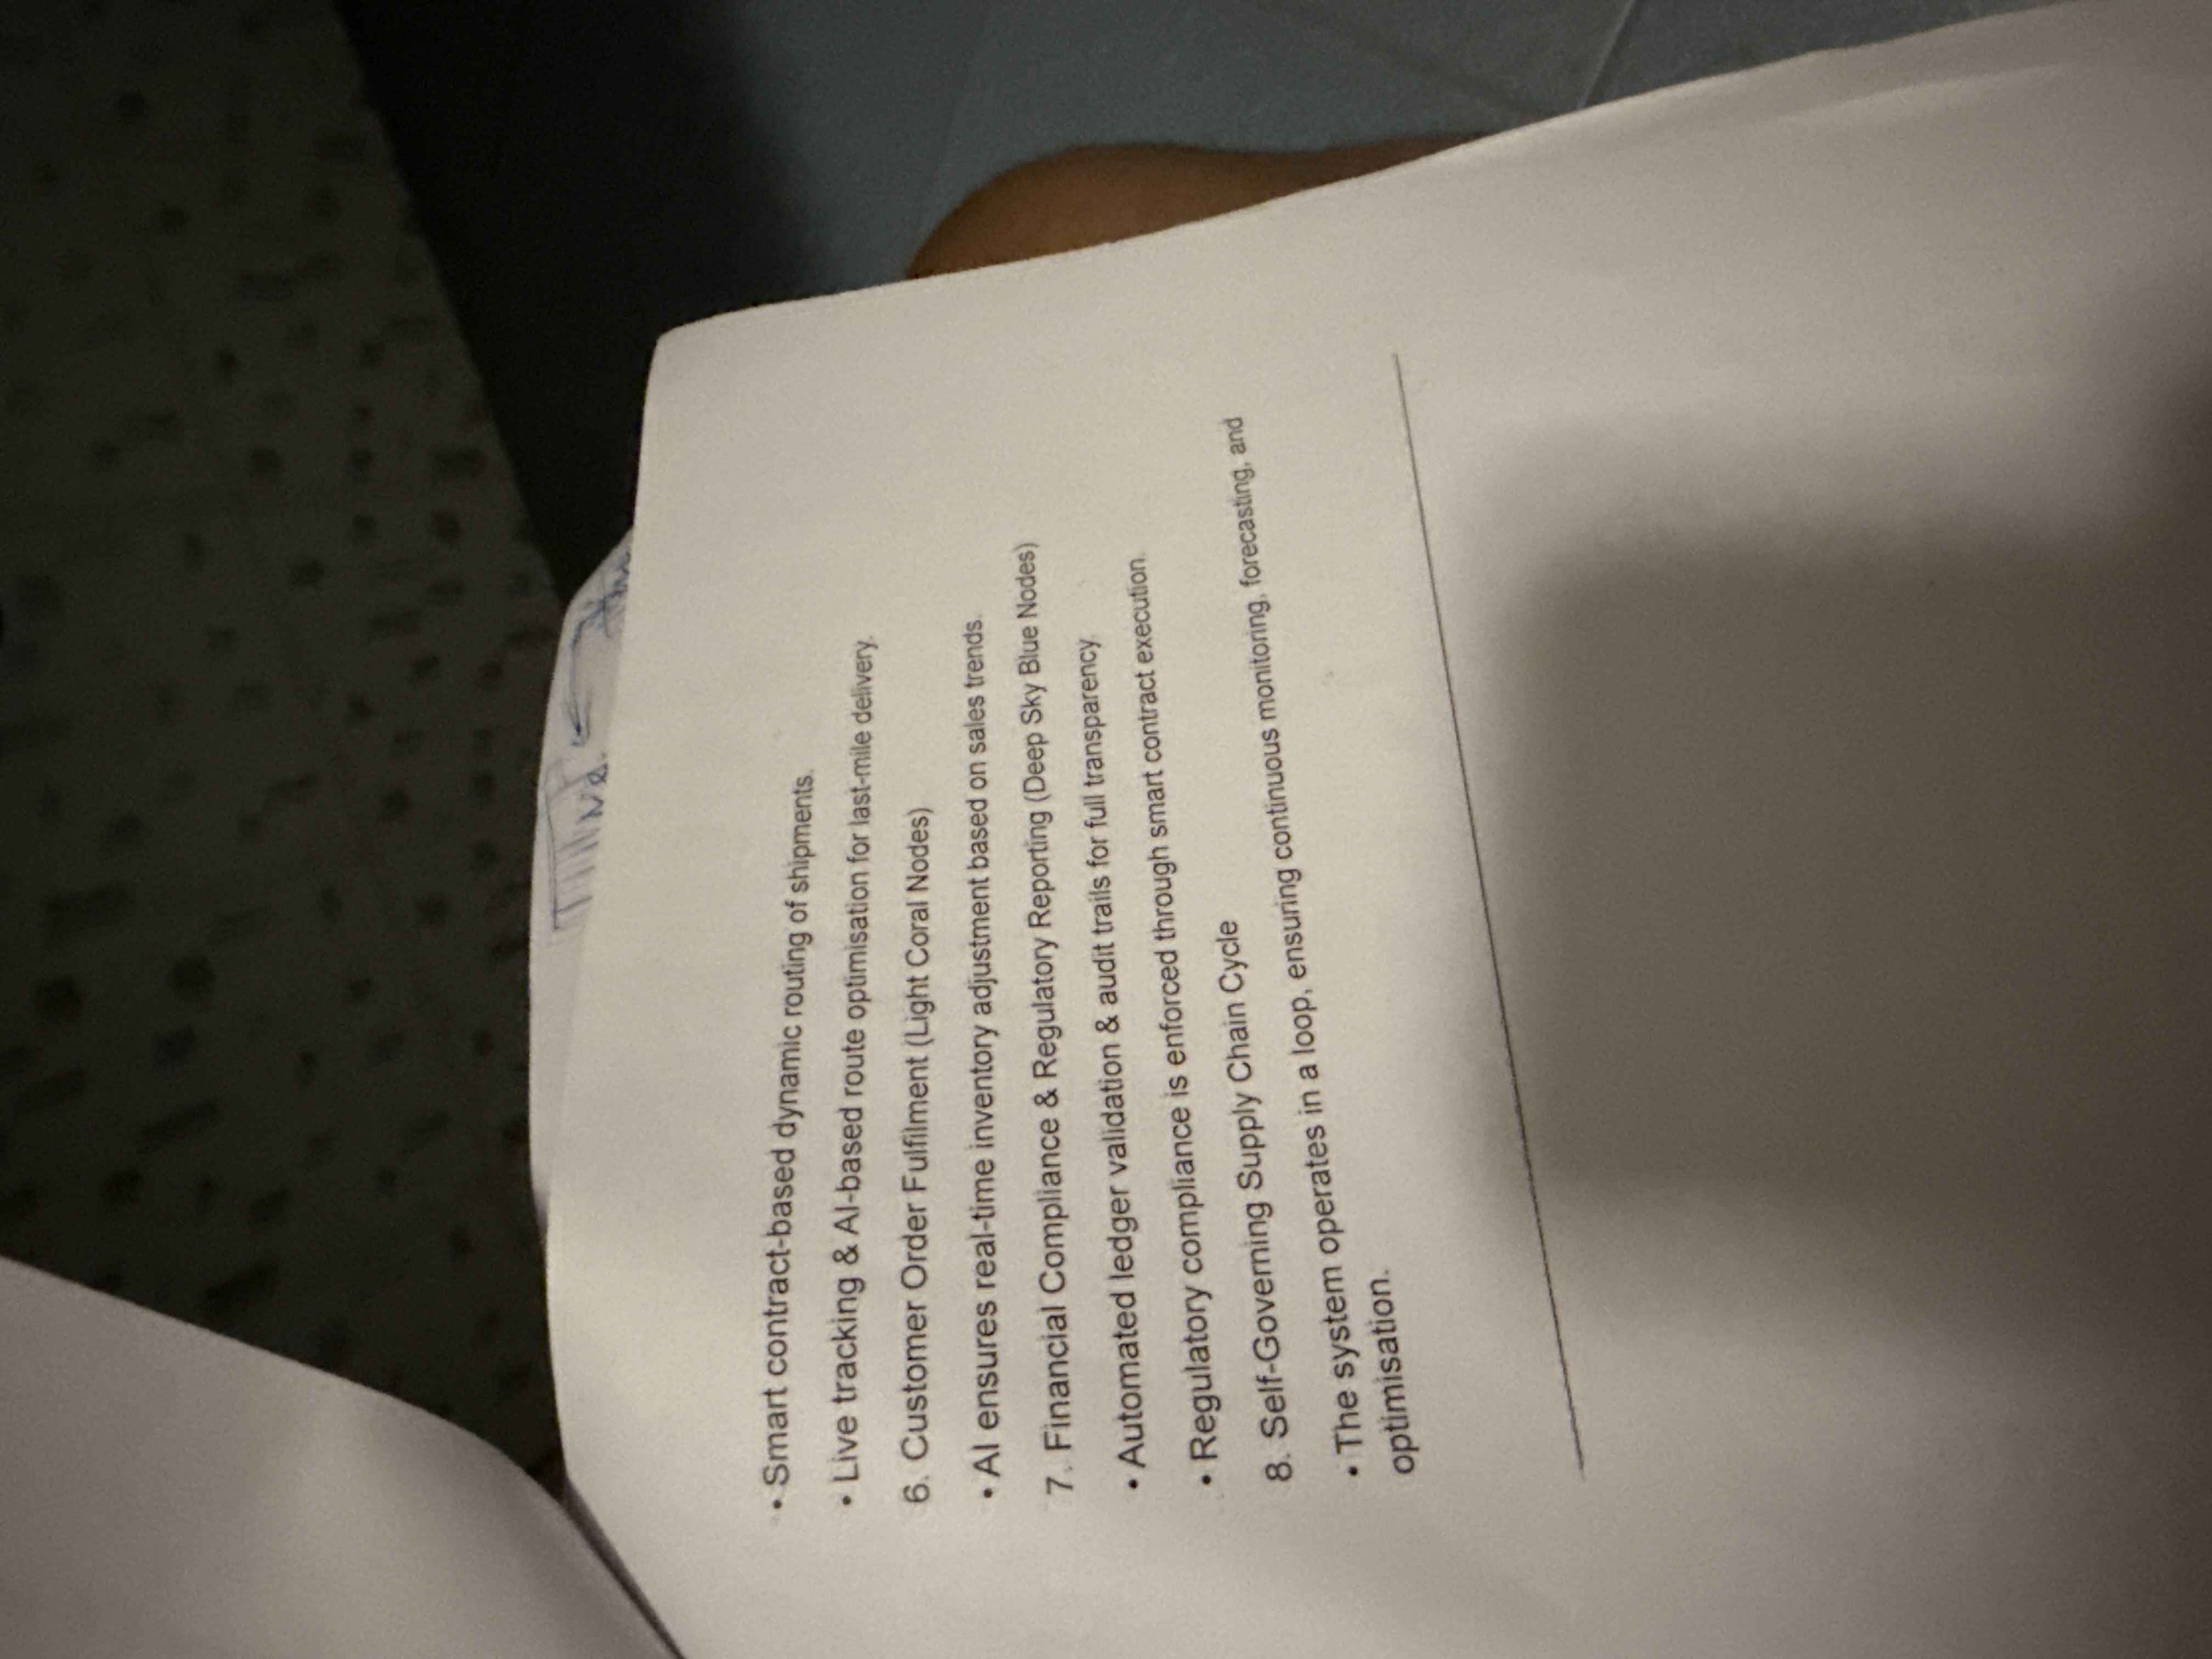 • Smart contract-based dynamic routing of shipments.
• Live tracking & AI-based route optimisation for last-mile delivery.
6. Customer Order Fulfilment (Light Coral Nodes)
• AI ensures real-time inventory adjustment based on sales trends.
7. Financial Compliance & Regulatory Reporting (Deep Sky Blue Nodes)
• Automated ledger validation & audit trails for full transparency.
• Regulatory compliance is enforced through smart contract execution.
8. Self-Governing Supply Chain Cycle
• The system operates in a loop, ensuring continuous monitoring, forecasting, and
optimisation.